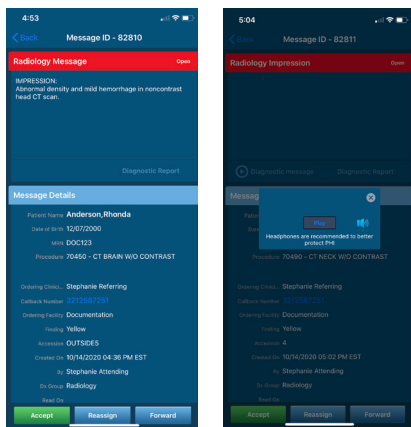 4:53
Back
Message ID - 82810
Radiology Message
Open
IMPRESSION:
Abnormal density and mild hemorrhage in noncontrast
head CT scan.
Diagnostic Report
Message Details
Patient Name Anderson,Rhonda
Date of Birth 12/07/2000
MRN DOC123
Procedure 70450 - CT BRAIN W/O CONTRAST
Ordering Clinic... Stephanie Referring
Callback Number 3212587251
Ordering Facility Documentation
Finding Yellow
Accession OUTSIDE5
Created On 10/14/2020 04:36 PM EST
By Stephanie Attending
Dx Group Radiology
Read On
Accept
Reassign
Forward
5:04
Back
Message ID - 82811
Radiology Impression
Open
Diagnostic message
Diagnostic Report
Messag
Play
Headphones are recommended to better
protect PHI
Procedure 70490 - CT NECK W/O CONTRAST
Ordering Clinic... Stephanie Referring
Callback Number 3212587251
Ordering Facility Documentation
Finding Yellow
Accession 4
Created On 10/14/2020 05:02 PM EST
By Stephanie Attending
Dx Group Radiology
Read On
Accept
Reassign
Forward